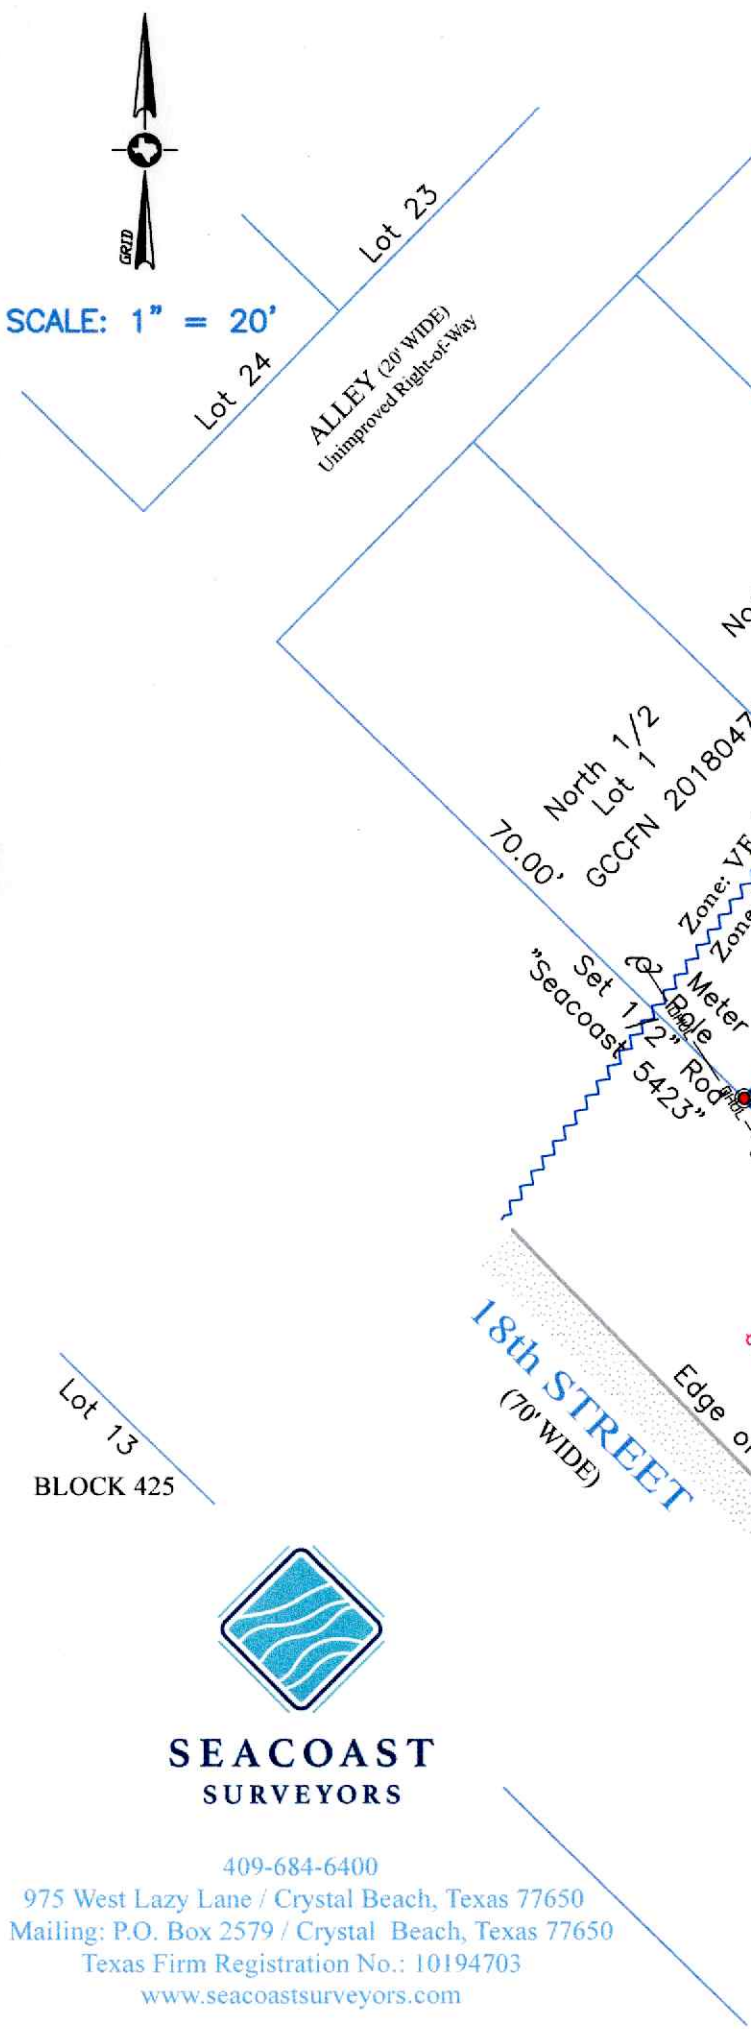 GRID
SCALE: 1" = 20'
Lot 23
Lot 24
ALLEY (20' WIDE)
Unimproved Right-of-Way
North 1/2
Lot 1
GCCFN 2018047
70.00'
Zone: VE
Zone
Meter
Pole
Set 1/2" Rod
"Seacoast 5423"
OHOL
18th STREET
(70' WIDE)
Edge
Lot 13
BLOCK 425
SEACOAST
SURVEYORS
409-684-6400
975 West Lazy Lane / Crystal Beach, Texas 77650
Mailing: P.O. Box 2579 / Crystal Beach, Texas 77650
Texas Firm Registration No.: 10194703
www.seacoastsurveyors.com